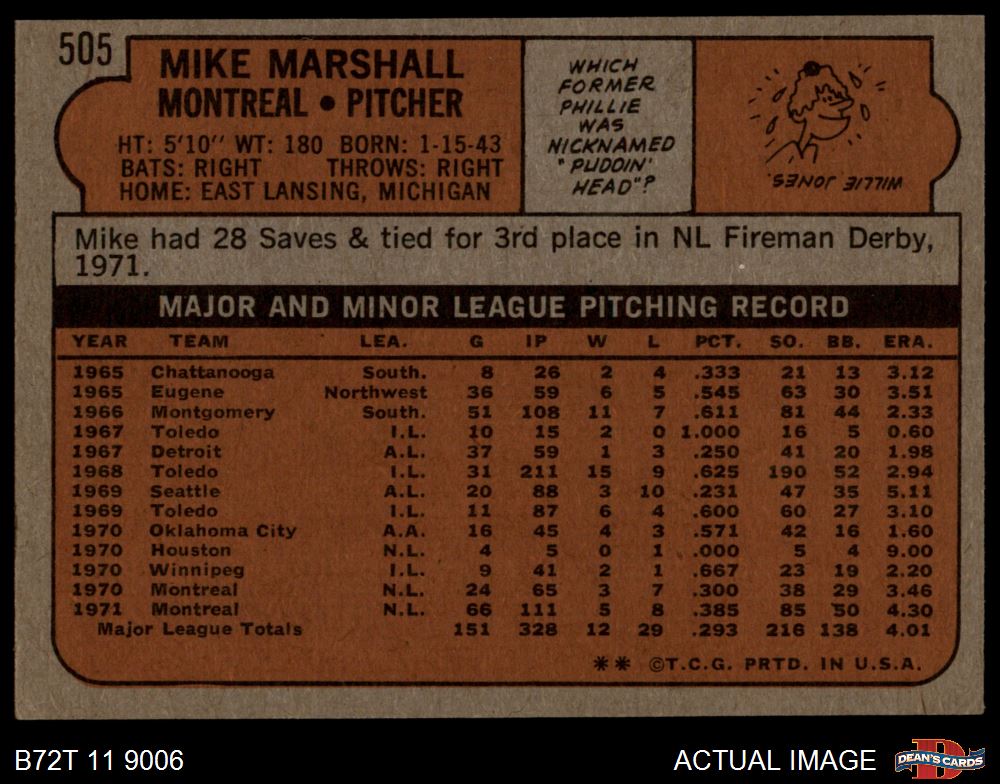 505
MIKE MARSHALL
MONTREAL • PITCHER
HT: 5'10" WT: 180 BORN: 1-15-43
BATS: RIGHT THROWS: RIGHT
HOME: EAST LANSING, MICHIGAN
WHICH
FORMER
PHILLIE
WAS
NICKNAMED
"PUDDIN'
HEAD"?
WILLIE JONES.
Mike had 28 Saves & tied for 3rd place in NL Fireman Derby,
1971.
MAJOR AND MINOR LEAGUE PITCHING RECORD
YEAR TEAM LEA. G IP W L PCT. SO. BB. ERA.
1965 Chattanooga South. 8 26 2 4 .333 21 13 3.12
1965 Eugene Northwest 36 59 6 5 .545 63 30 3.51
1966 Montgomery South. 51 108 11 7 .611 81 44 2.33
1967 Toledo I.L. 10 15 2 0 1.000 16 5 0.60
1967 Detroit A.L. 37 59 1 3 .250 41 20 1.98
1968 Toledo I.L. 31 211 15 9 .625 190 52 2.94
1969 Seattle A.L. 20 88 3 10 .231 47 35 5.11
1969 Toledo I.L. 11 87 6 4 .600 60 27 3.10
1970 Oklahoma City A.A. 16 45 4 3 .571 42 16 1.60
1970 Houston N.L. 4 5 0 1 .000 5 4 9.00
1970 Winnipeg I.L. 9 41 2 1 .667 23 19 2.20
1970 Montreal N.L. 24 65 3 7 .300 38 29 3.46
1971 Montreal N.L. 66 111 5 8 .385 85 50 4.30
Major League Totals 151 328 12 29 .293 216 138 4.01
** ©T.C.G. PRTD. IN U.S.A.
B72T 11 9006
ACTUAL IMAGE
D
DEAN'S CARDS